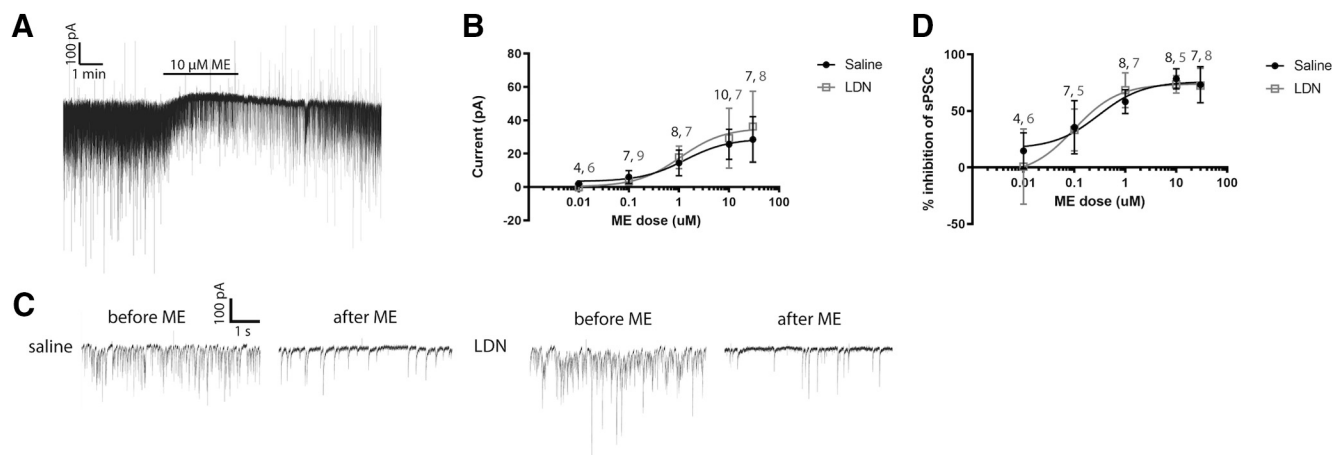 A
100 pA
1 min
10 µM ME
B
80
60
40
20
0
-20
Current (pA)
4, 6
7, 9
8, 7
10, 7
7, 8
0.01
0.1
1
10
100
ME dose (uM)
Saline
LDN
D
100
50
0
-50
% inhibition of sPSCs
4, 6
7, 5
8, 7
8, 5
7, 8
0.01
0.1
1
10
100
ME dose (uM)
Saline
LDN
C
saline
before ME
100 pA
1 s
after ME
LDN
before ME
after ME